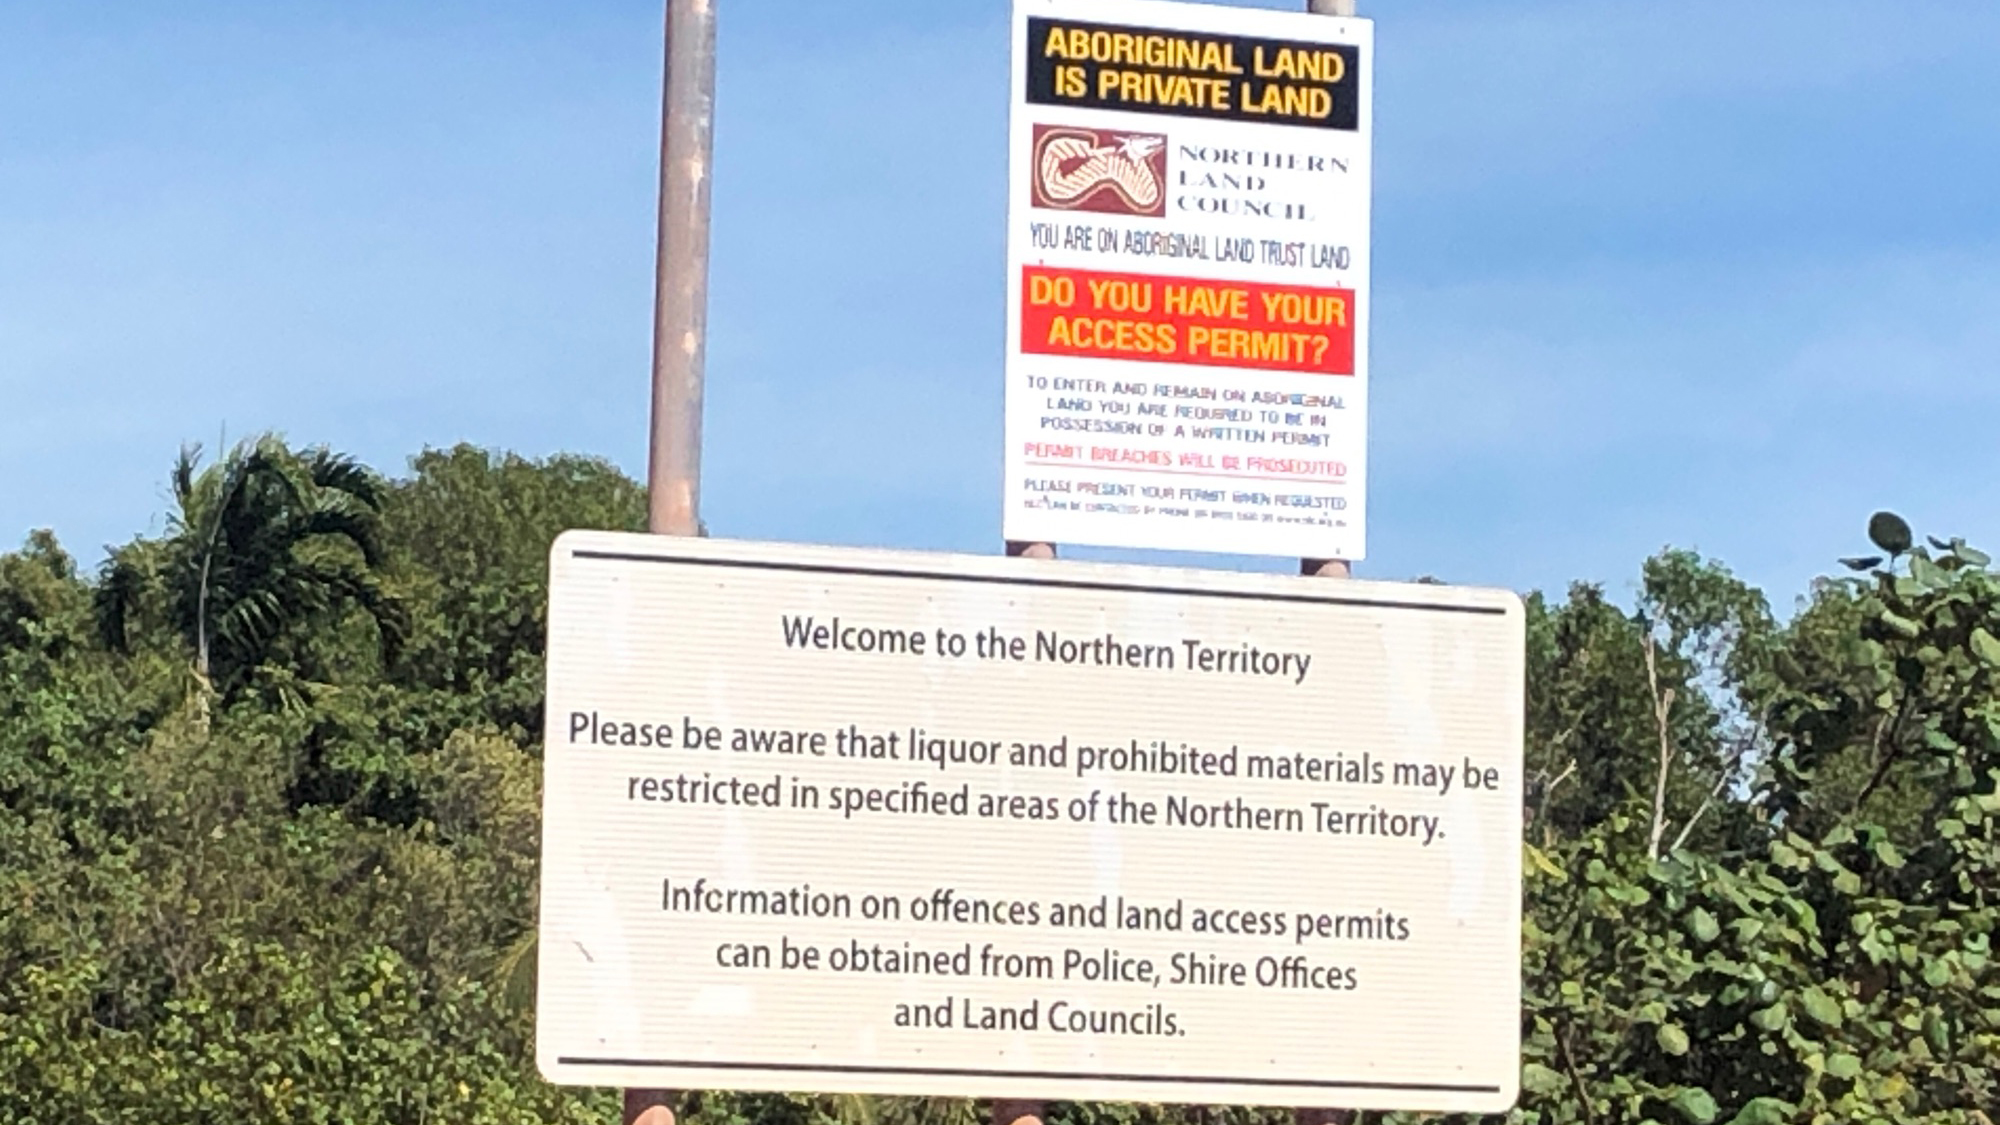 ABORIGINAL LAND
IS PRIVATE LAND
NORTHERN
LAND
COUNCIL
YOU ARE ON ABORIGINAL LAND TRUST LAND
DO YOU HAVE YOUR
ACCESS PERMIT?
TO ENTER AND REMAIN ON ABORIGINAL
LAND YOU ARE REQUIRED TO BE IN
POSSESSION OF A WRITTEN PERMIT
PERMIT BREACHES WILL BE PROSECUTED
PLEASE PRESENT YOUR PERMIT WHEN REQUESTED
Welcome to the Northern Territory
Please be aware that liquor and prohibited materials may be
restricted in specified areas of the Northern Territory.
Information on offences and land access permits
can be obtained from Police, Shire Offices
and Land Councils.